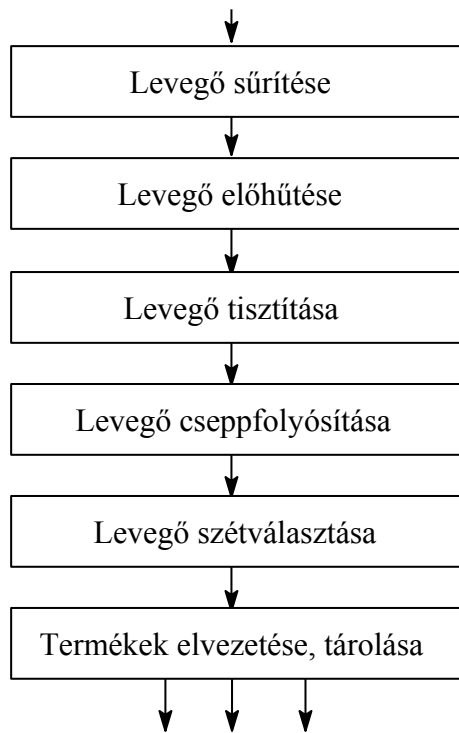 Levegő sűrítése
Levegő előhűtése
Levegő tisztítása
Levegő cseppfolyósítása
Levegő szétválasztása
Termékek elvezetése, tárolása